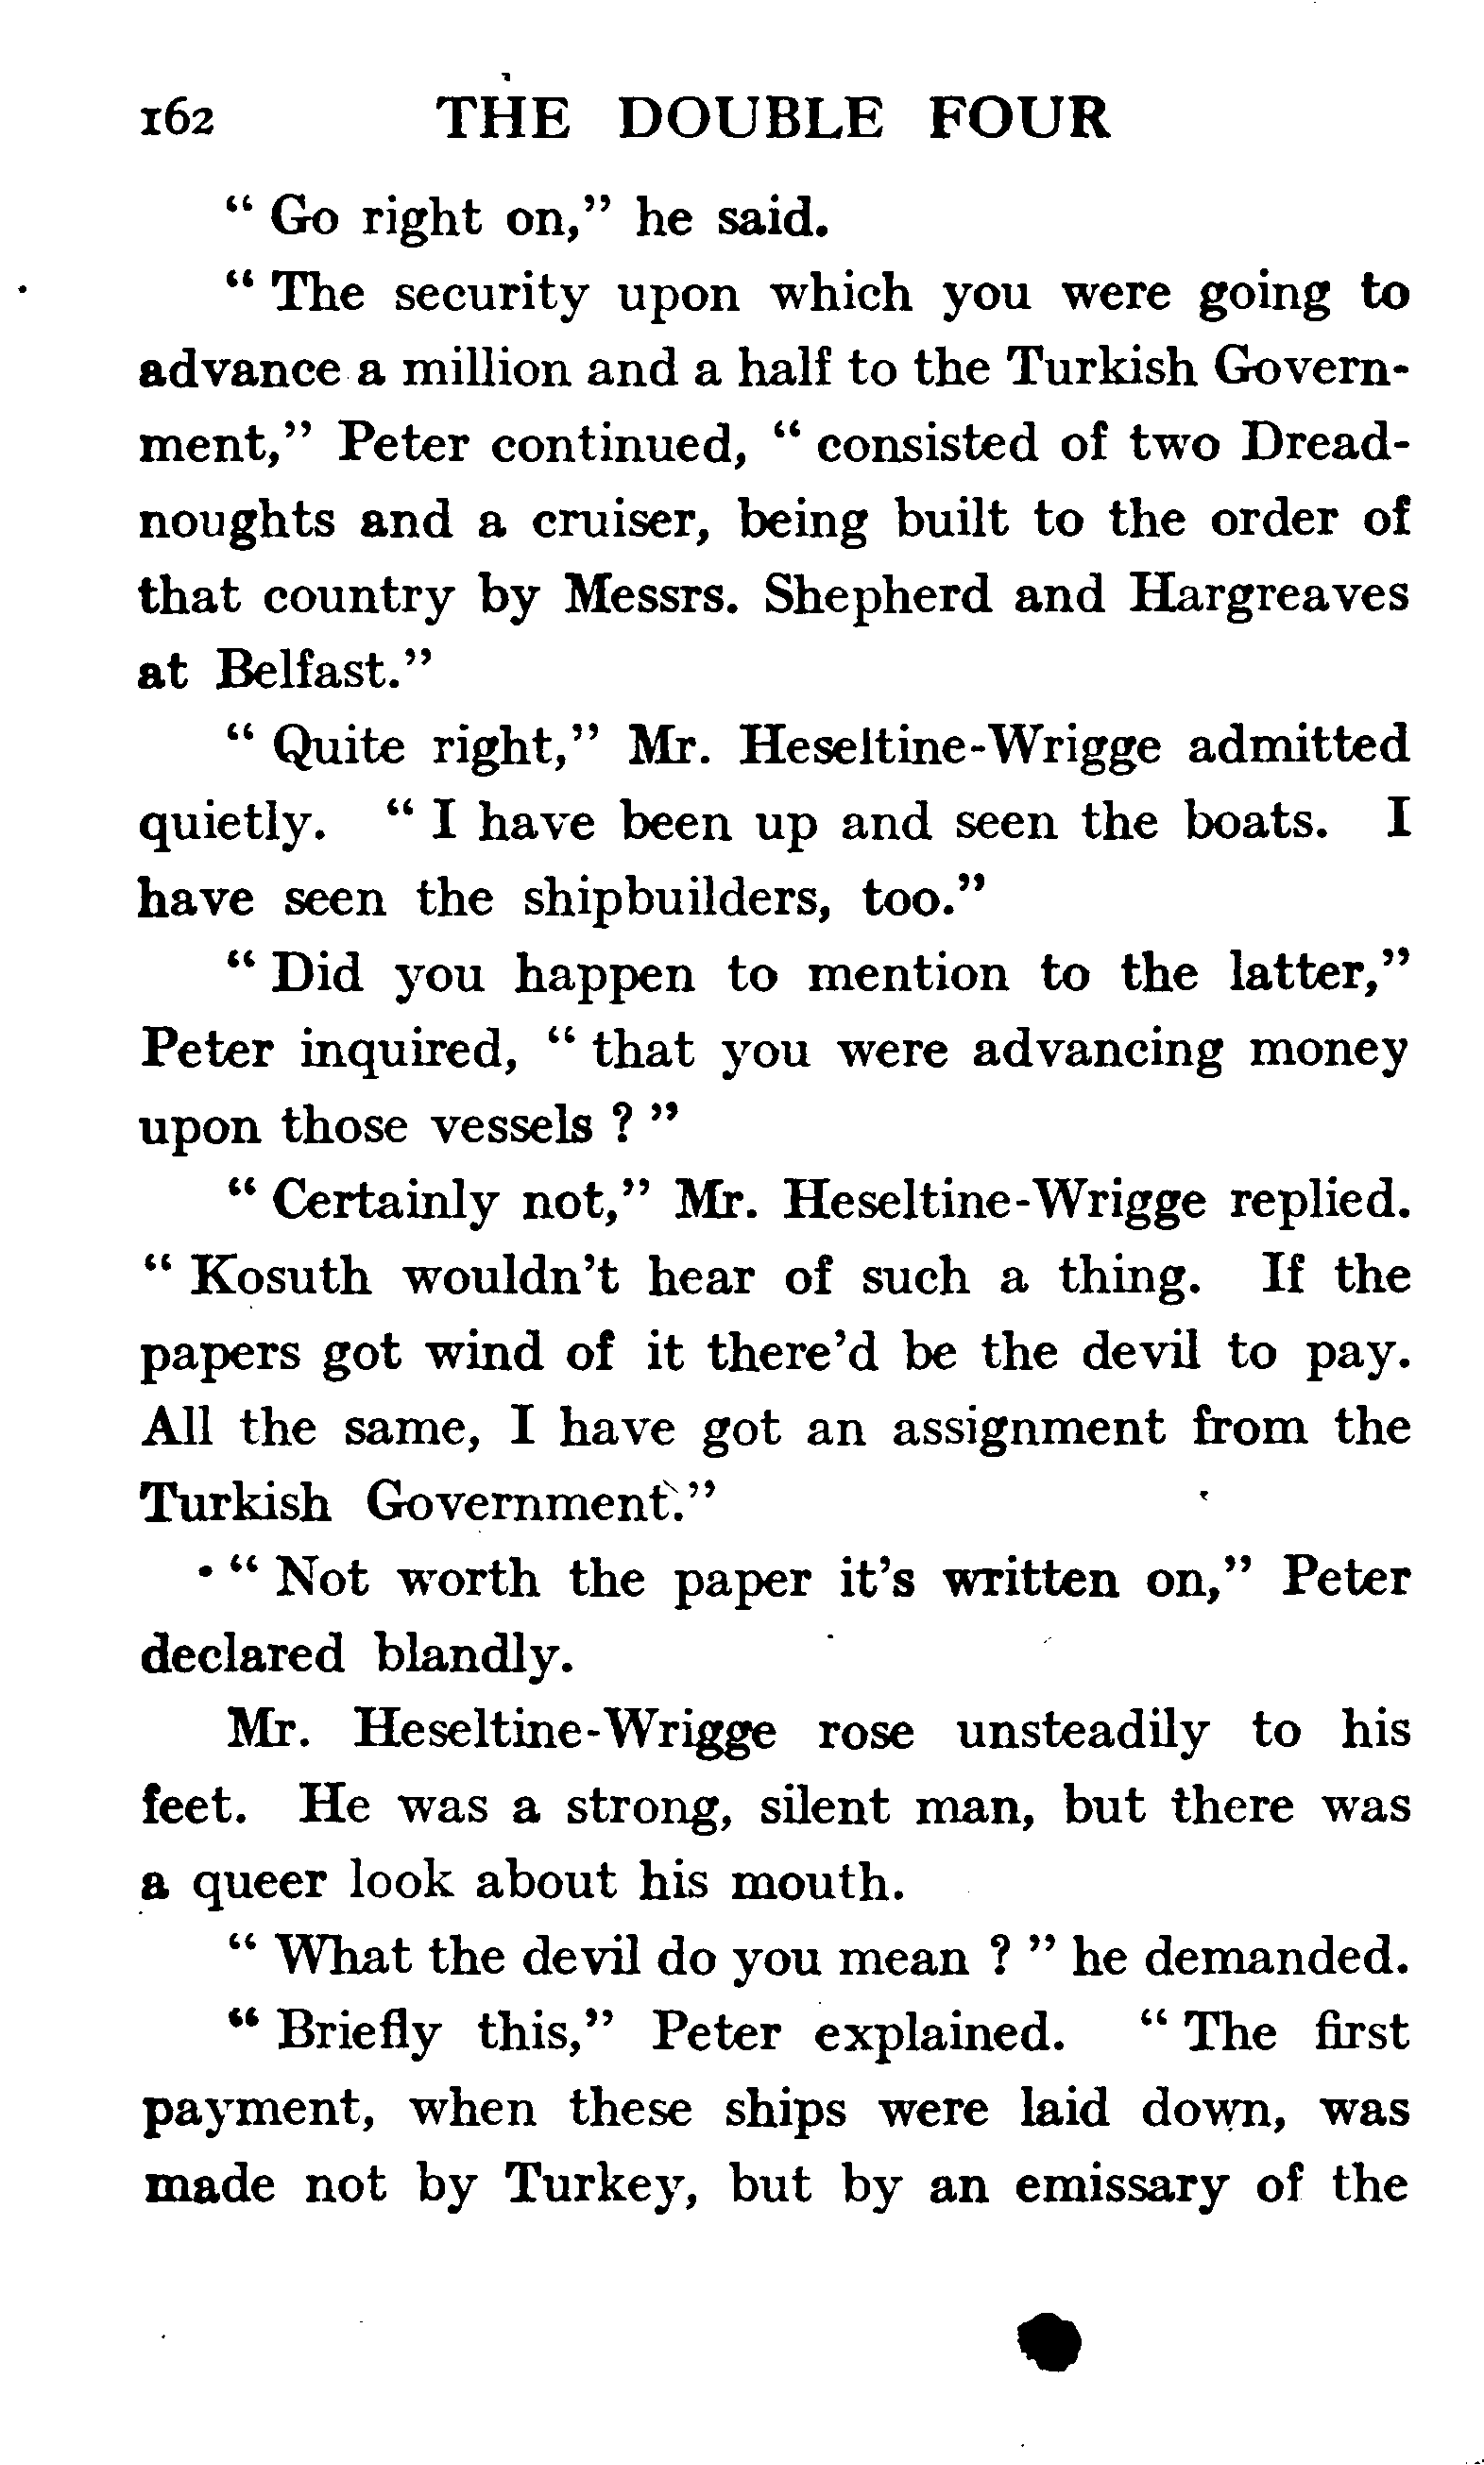 162 THE DOUBLE FOUR
“ Go right on,” he said.
“ The security upon which you were going to
advance a million and a half to the Turkish Govern-
ment,” Peter continued, “ consisted of two Dread-
noughts and a cruiser, being built to the order of
that country by Messrs. Shepherd and Hargreaves
at Belfast.”
“ Quite right,” Mr. Heseltine-Wrigge admitted
quietly. “ I have been up and seen the boats. I
have seen the shipbuilders, too.”
“ Did you happen to mention to the latter,”
Peter inquired, “ that you were advancing money
upon those vessels ? ”
“ Certainly not,” Mr. Heseltine-Wrigge replied.
“ Kosuth wouldn’t hear of such a thing. If the
papers got wind of it there’d be the devil to pay.
All the same, I have got an assignment from the
Turkish Government.”
“ Not worth the paper it’s written on,” Peter
declared blandly.
Mr. Heseltine-Wrigge rose unsteadily to his
feet. He was a strong, silent man, but there was
a queer look about his mouth.
“ What the devil do you mean ? ” he demanded.
“ Briefly this,” Peter explained. “ The first
payment, when these ships were laid down, was
made not by Turkey, but by an emissary of the